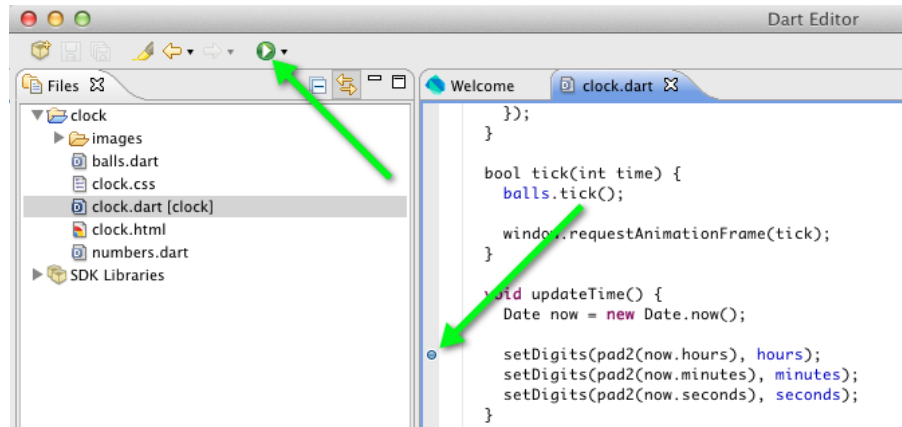 Dart Editor
Files
clock
images
balls.dart
clock.css
clock.dart [clock]
clock.html
numbers.dart
SDK Libraries
Welcome
clock.dart
});
}
bool tick(int time) {
balls.tick();
window.requestAnimationFrame(tick);
}
void updateTime() {
Date now = new Date.now();
setDigits(pad2(now.hours), hours);
setDigits(pad2(now.minutes), minutes);
setDigits(pad2(now.seconds), seconds);
}